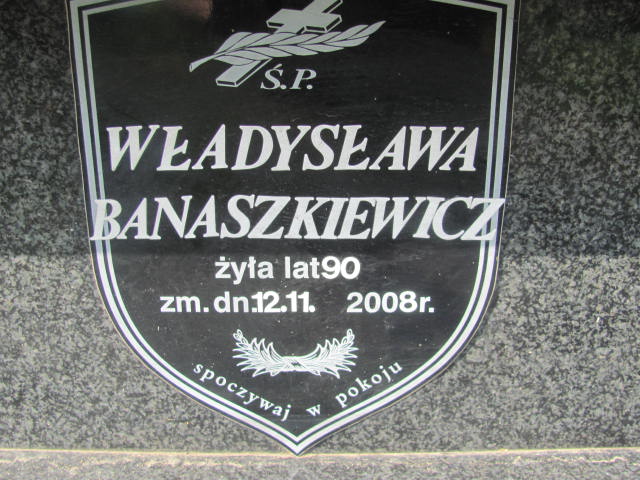 Ś.P.
WŁADYSŁAWA
BANASZKIEWICZ
żyła lat90
zm.dn.12.11. 2008r.
spoczywaj w pokoju